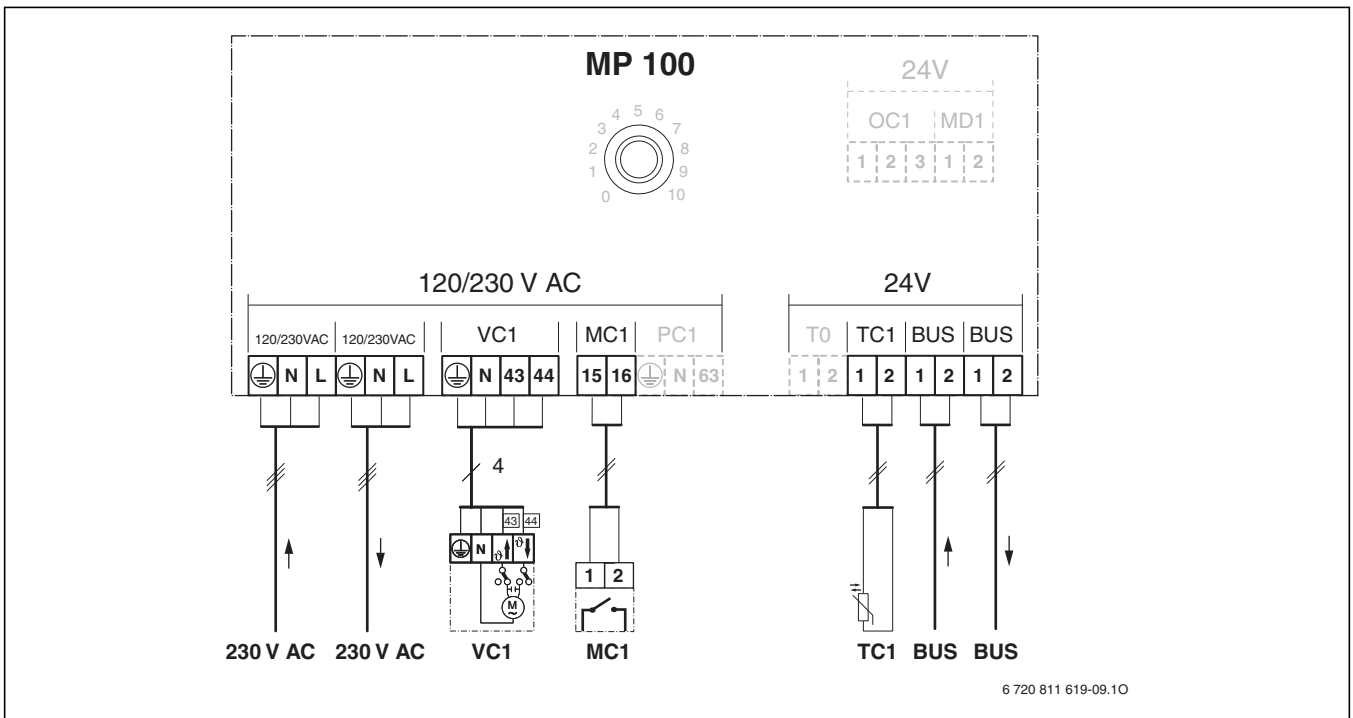 MP 100
24V
OC1 MD1
1 2 3 1 2
0 1 2 3 4 5 6 7 8 9 10
120/230 V AC
24V
120/230VAC 120/230VAC VC1 MC1 PC1 T0 TC1 BUS BUS
N L N L N 43 44 15 16 N 63 1 2 1 2 1 2 1 2
4
43 44
N ϑ ϑ
M
~
1 2
230 V AC 230 V AC VC1 MC1 TC1 BUS BUS
6 720 811 619-09.1O